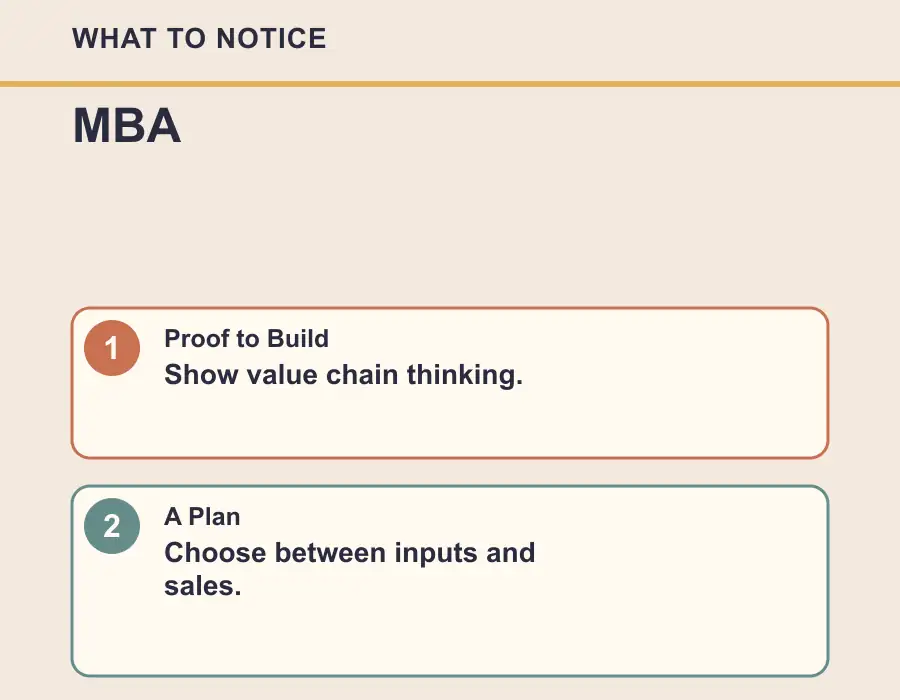 WHAT TO NOTICE
MBA
1
Proof to Build
Show value chain thinking.
2
A Plan
Choose between inputs and
sales.